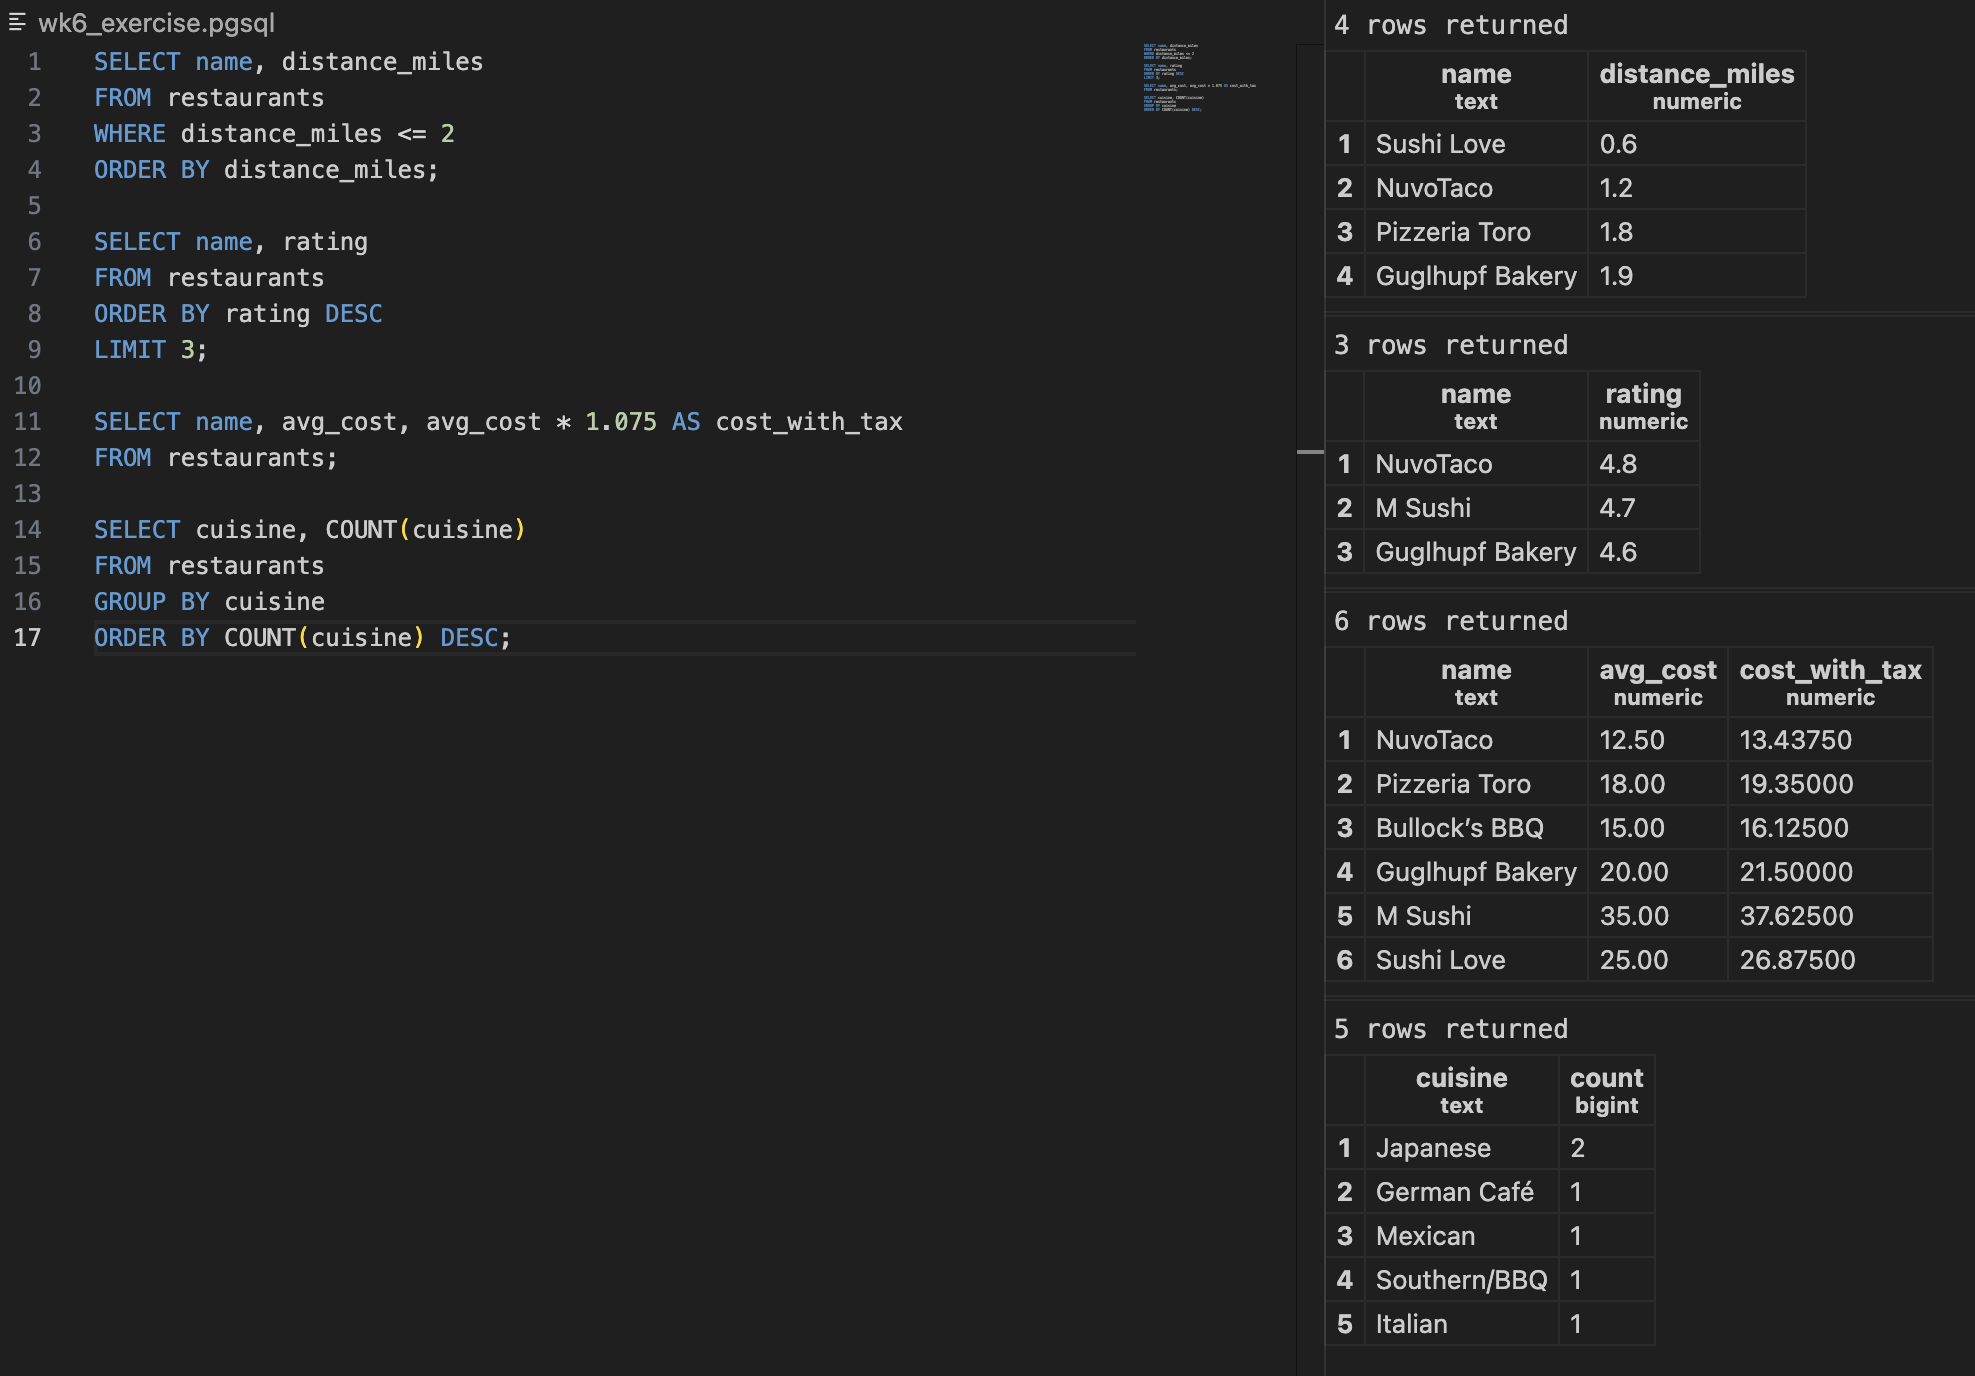 wk6_exercise.pgsql
1 SELECT name, distance_miles
2 FROM restaurants
3 WHERE distance_miles <= 2
4 ORDER BY distance_miles;
5
6 SELECT name, rating
7 FROM restaurants
8 ORDER BY rating DESC
9 LIMIT 3;
10
11 SELECT name, avg_cost, avg_cost * 1.075 AS cost_with_tax
12 FROM restaurants;
13
14 SELECT cuisine, COUNT(cuisine)
15 FROM restaurants
16 GROUP BY cuisine
17 ORDER BY COUNT(cuisine) DESC;
4 rows returned
name distance_miles
text numeric
1 Sushi Love 0.6
2 NuvoTaco 1.2
3 Pizzeria Toro 1.8
4 Guglhupf Bakery 1.9
3 rows returned
name rating
text numeric
1 NuvoTaco 4.8
2 M Sushi 4.7
3 Guglhupf Bakery 4.6
6 rows returned
name avg_cost cost_with_tax
text numeric numeric
1 NuvoTaco 12.50 13.43750
2 Pizzeria Toro 18.00 19.35000
3 Bullock’s BBQ 15.00 16.12500
4 Guglhupf Bakery 20.00 21.50000
5 M Sushi 35.00 37.62500
6 Sushi Love 25.00 26.87500
5 rows returned
cuisine count
text bigint
1 Japanese 2
2 German Café 1
3 Mexican 1
4 Southern/BBQ 1
5 Italian 1